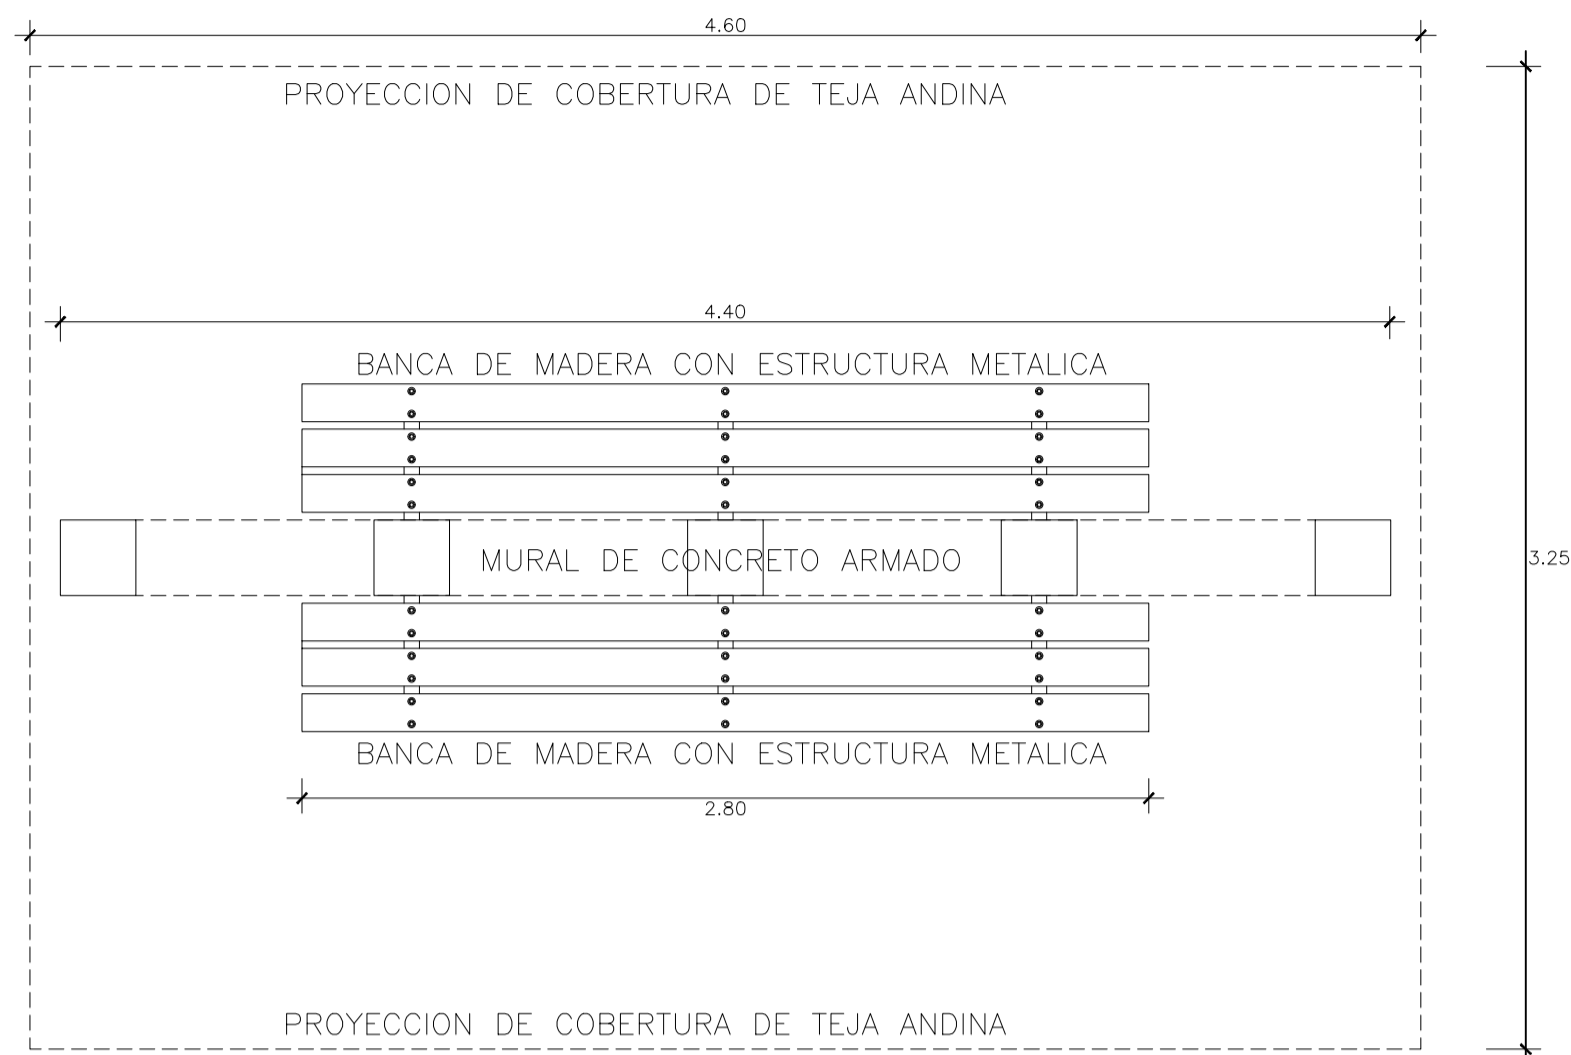 4.60
PROYECCION DE COBERTURA DE TEJA ANDINA
4.40
BANCA DE MADERA CON ESTRUCTURA METALICA
MURAL DE CONCRETO ARMADO
3.25
BANCA DE MADERA CON ESTRUCTURA METALICA
2.80
PROYECCION DE COBERTURA DE TEJA ANDINA